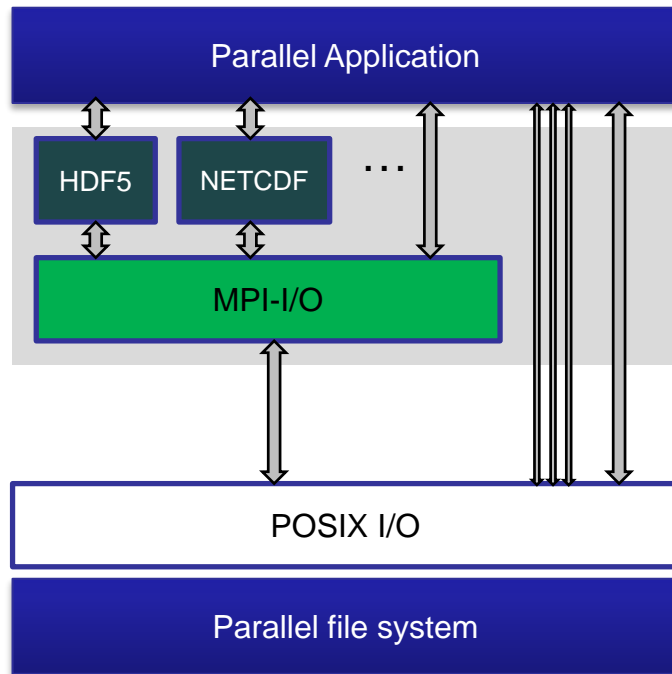 Parallel Application
HDF5
NETCDF
...
MPI-I/O
POSIX I/O
Parallel file system